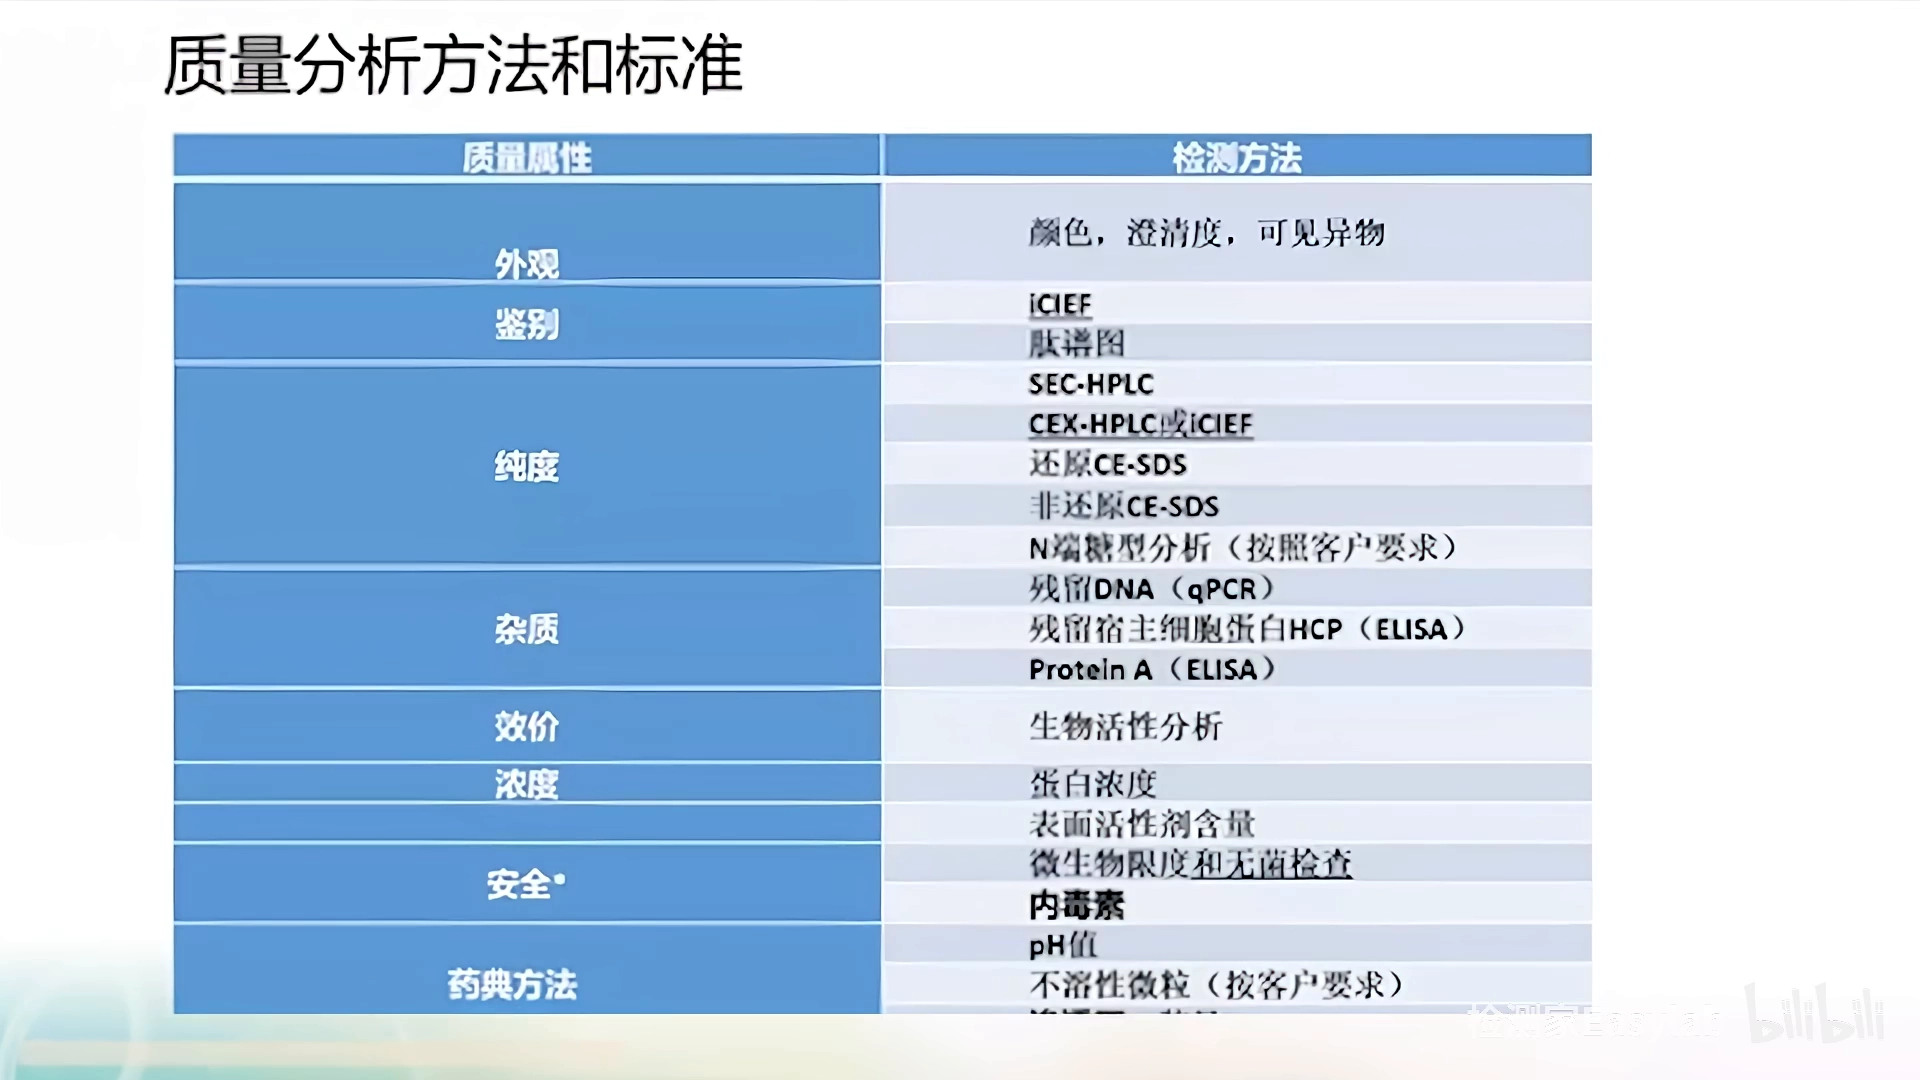 质量分析方法和标准
质量属性 检测方法
外观 颜色，澄清度，可见异物
鉴别 iCIEF
肽谱图
纯度 SEC-HPLC
CEX-HPLC或iCIEF
还原CE-SDS
非还原CE-SDS
N端糖型分析（按照客户要求）
杂质 残留DNA（qPCR）
残留宿主细胞蛋白HCP（ELISA）
Protein A（ELISA）
效价 生物活性分析
浓度 蛋白浓度
表面活性剂含量
安全* 微生物限度和无菌检查
内毒素
药典方法 pH值
不溶性微粒（按客户要求）
检测家 bilibili